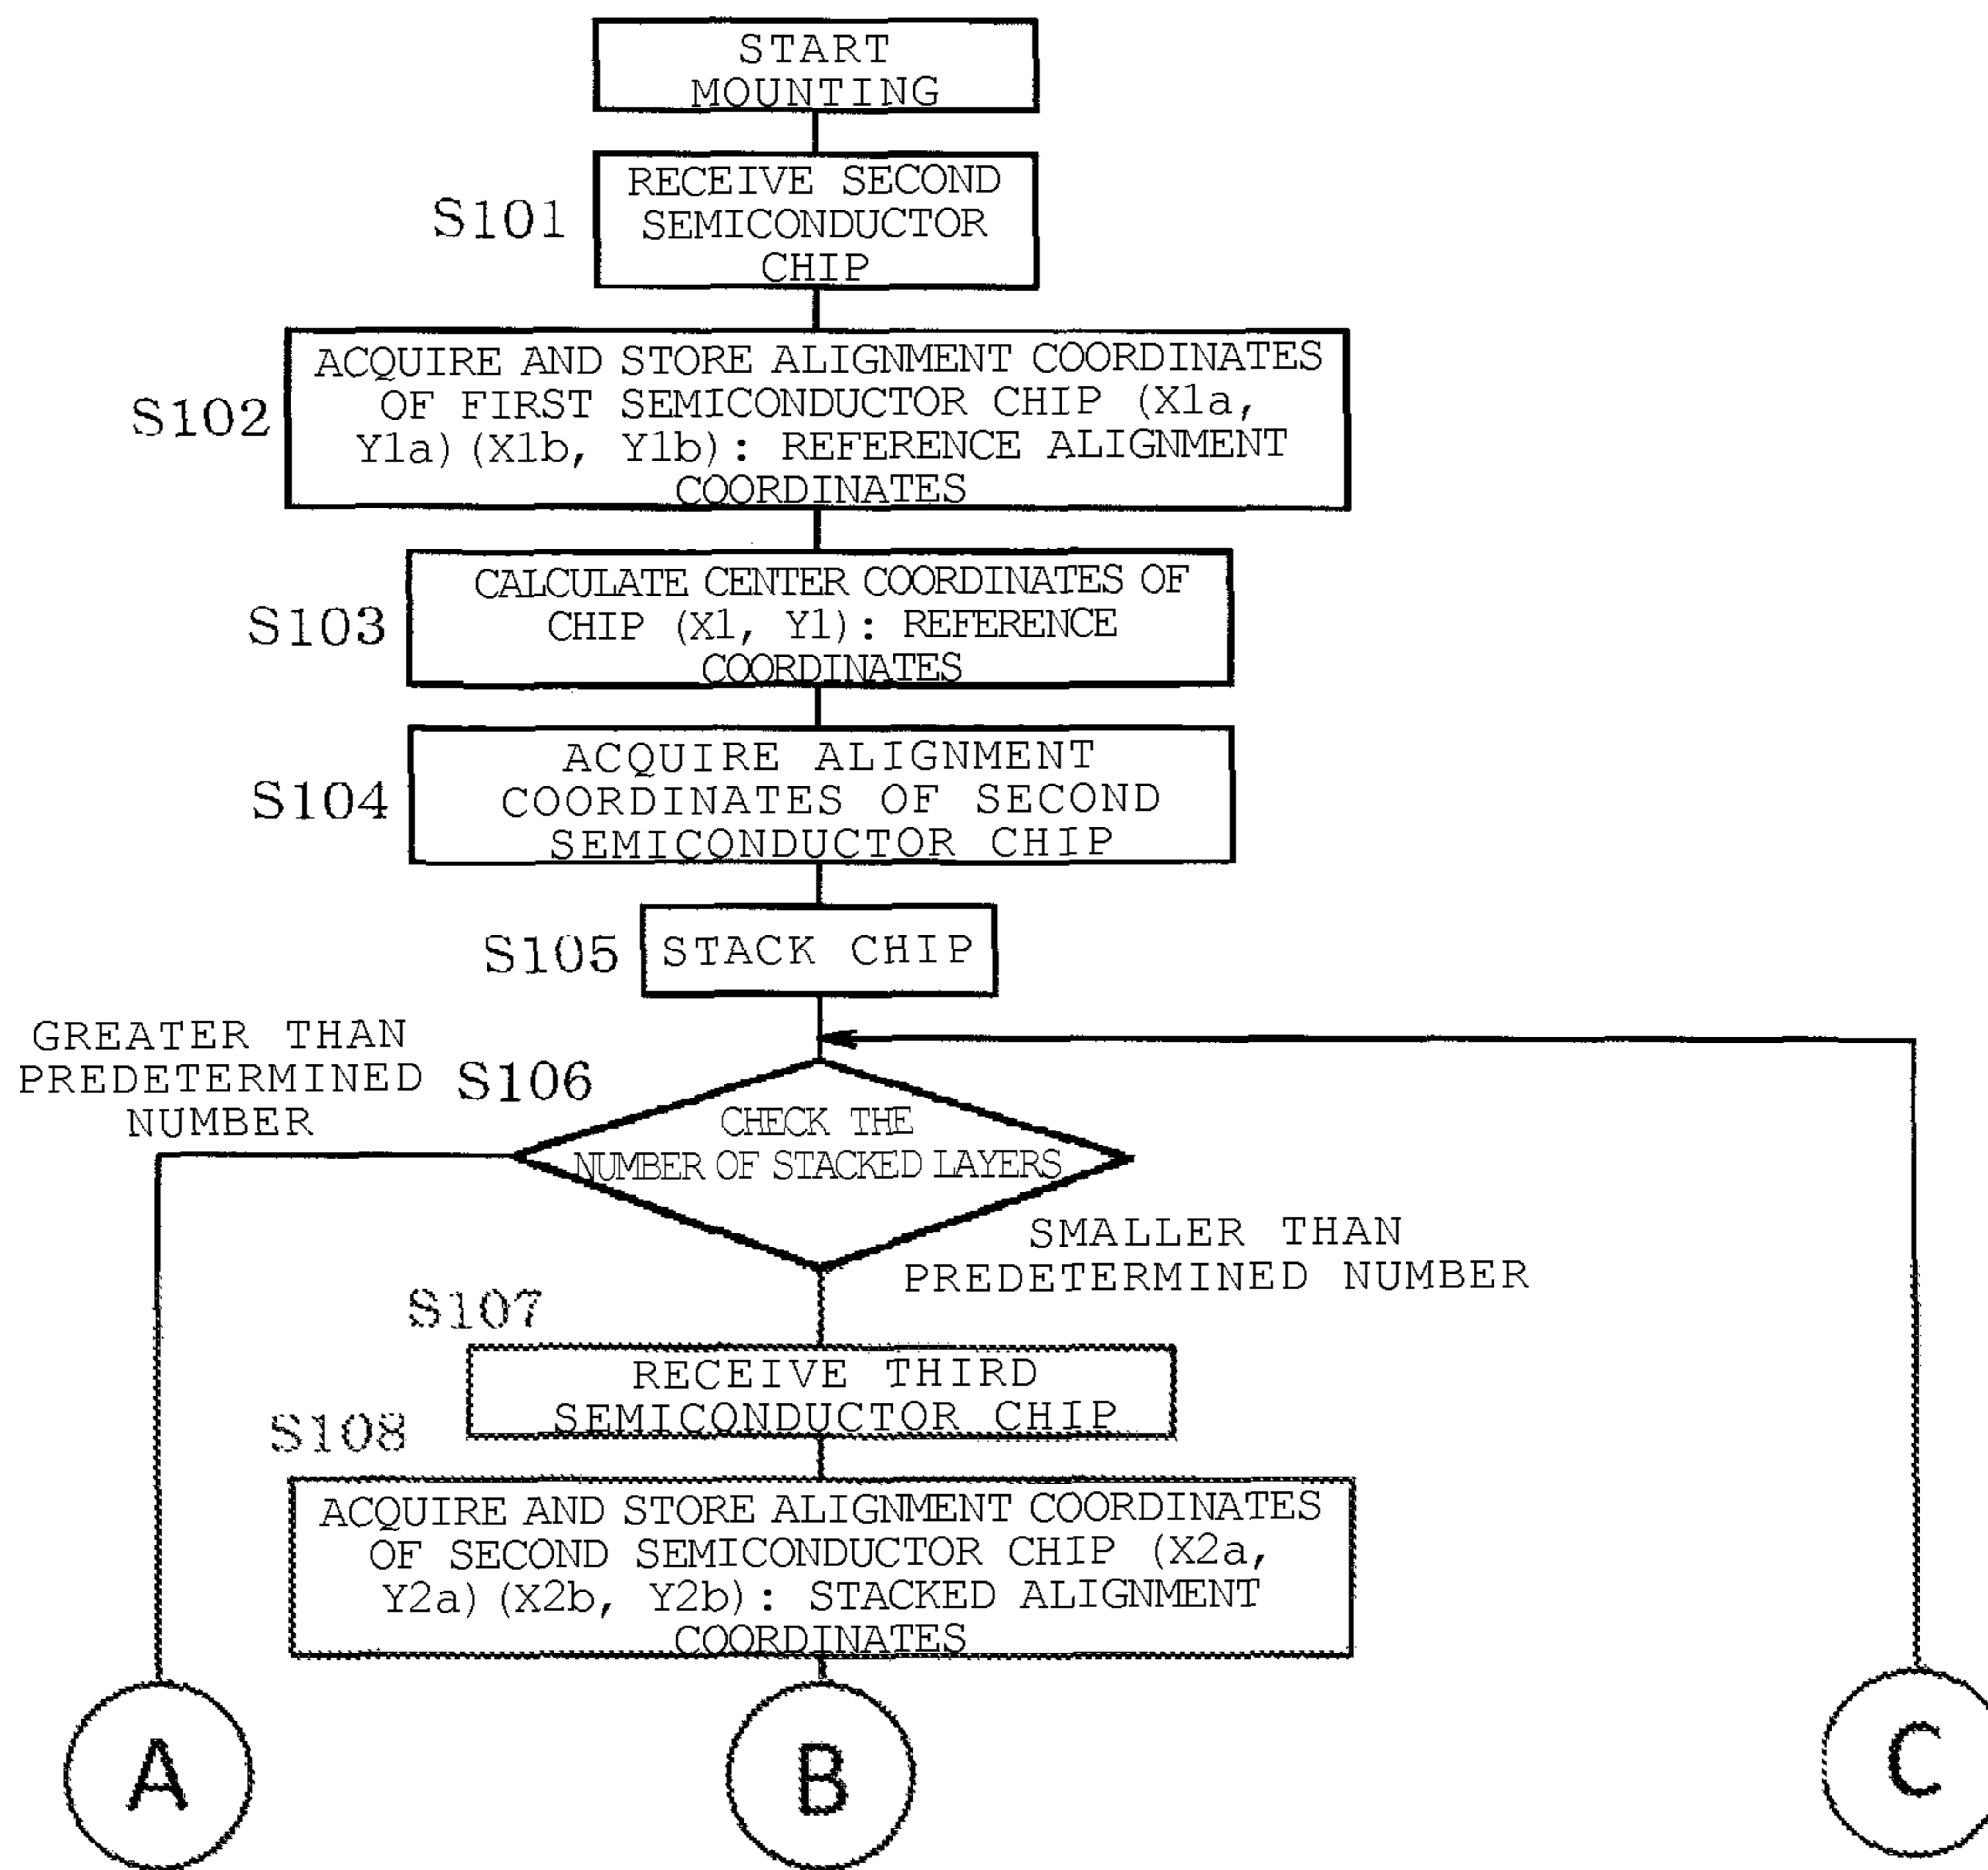 START
MOUNTING
S101
RECEIVE SECOND
SEMICONDUCTOR
CHIP
S102
ACQUIRE AND STORE ALIGNMENT COORDINATES
OF FIRST SEMICONDUCTOR CHIP (X1a,
Y1a)(X1b, Y1b): REFERENCE ALIGNMENT
COORDINATES
S103
CALCULATE CENTER COORDINATES OF
CHIP (X1, Y1): REFERENCE
COORDINATES
S104
ACQUIRE ALIGNMENT
COORDINATES OF SECOND
SEMICONDUCTOR CHIP
S105
STACK CHIP
GREATER THAN
PREDETERMINED
NUMBER
S106
CHECK THE
NUMBER OF STACKED LAYERS
SMALLER THAN
PREDETERMINED NUMBER
S107
RECEIVE THIRD
SEMICONDUCTOR CHIP
S108
ACQUIRE AND STORE ALIGNMENT COORDINATES
OF SECOND SEMICONDUCTOR CHIP (X2a,
Y2a)(X2b, Y2b): STACKED ALIGNMENT
COORDINATES
A
B
C